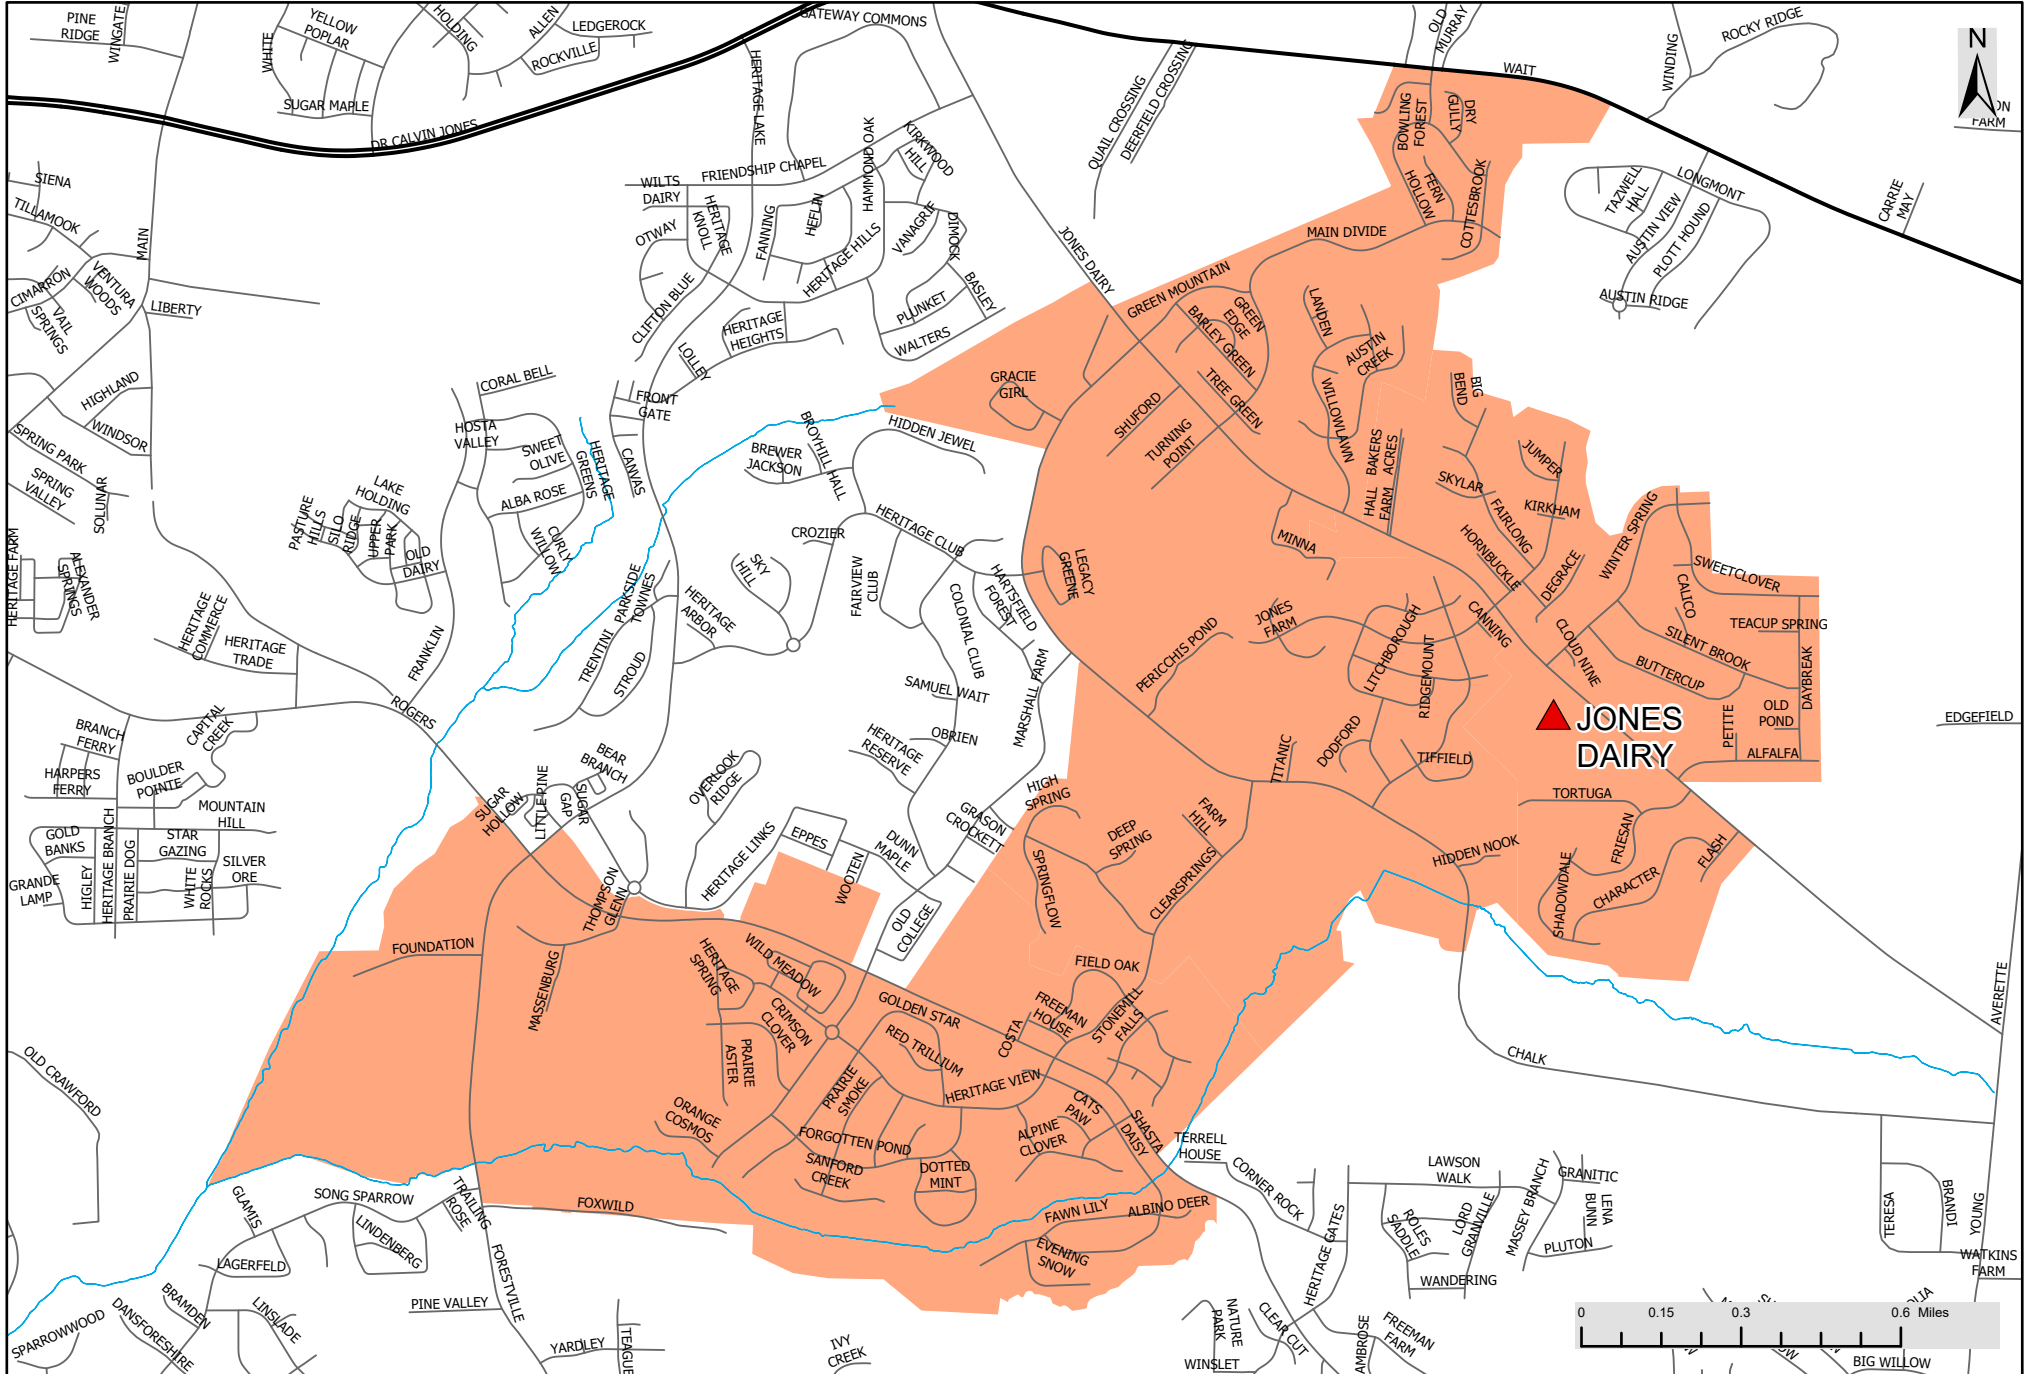 PINE
RIDGE
WINGATE
WHITE
YELLOW
POPLAR
HOLDING
ALLEN
LEDGEROCK
ROCKVILLE
SUGAR MAPLE
DR CALVIN JONES
HERITAGE LAKE
GATEWAY COMMONS
QUAIL CROSSING
DEERFIELD CROSSING
OLD
MURRAY
WAIT
WINDING
ROCKY RIDGE
N
FARM
BOWLING
FOREST
DRY
GULLY
FERN
HOLLOW
COTTESBROOK
TAZWELL
HALL
LONGMONT
AUSTIN VIEW
PLOTT HOUND
AUSTIN RIDGE
CARRIE
MAY
SIENA
TILLAMOOK
MAIN
CIMARRON
VENTURA
WOODS
VAIL
SPRINGS
LIBERTY
HIGHLAND
WINDSOR
SPRING PARK
SPRING
VALLEY
SOLUNAR
WILTS
DAIRY
FRIENDSHIP CHAPEL
HAMMOND OAK
KIRKWOOD
HILL
OTWAY
HERITAGE
KNOLL
FANNING
HEFLIN
HERITAGE HILLS
VANAGRIF
DIMOCK
BASLEY
PLUNKET
WALTERS
CLIFTON BLUE
HERITAGE
HEIGHTS
LOLLEY
FRONT
GATE
JONES DAIRY
GREEN MOUNTAIN
MAIN DIVIDE
BARLEY GREEN
GREEN
EDGE
TREE GREEN
LANDEN
AUSTIN
CREEK
WILLOWLAWN
GRACIE
GIRL
SHUFORD
TURNING
POINT
BIG
BEND
HALL
BAKERS
FARM
ACRES
SKYLAR
JUMPER
KIRKHAM
FAIRLONG
HORNBUCKLE
DEGRACE
WINTER SPRING
SWEETCLOVER
CALICO
TEACUP SPRING
SILENT BROOK
BUTTERCUP
DAYBREAK
OLD
POND
PETITE
ALFALFA
CLOUD NINE
CANNING
JONES
DAIRY
EDGEFIELD
CORAL BELL
HOSTA
VALLEY
SWEET
OLIVE
ALBA ROSE
HERITAGE
GREENS
CANVAS
CURLY
WILLOW
BREWER
JACKSON
BROYHILL HALL
HIDDEN JEWEL
CROZIER
HERITAGE CLUB
SKY
HILL
FAIRVIEW
CLUB
COLONIAL CLUB
HARTSFIELD
FOREST
LEGACY
GREENE
MINNA
JONES
FARM
LITCHBOROUGH
RIDGEMOUNT
PERICCHIS POND
PASTURE
HILLS
SILO
RIDGE
LAKE
HOLDING
UPPER
PARK
OLD
DAIRY
HERITAGE FARM
ALEXANDER
SPRINGS
HERITAGE
COMMERCE
HERITAGE
TRADE
FRANKLIN
ROGERS
PARKSIDE
TOWNES
TRENTINI
STROUD
HERITAGE
ARBOR
SAMUEL WAIT
OBRIEN
MARSHALL FARM
HERITAGE
RESERVE
OVERLOOK
RIDGE
BEAR
BRANCH
SUGAR
HOLLOW
LITTLE PINE
SUGAR
GAP
HERITAGE LINKS
EPPES
WOOTEN
DUNN
MAPLE
GRASON
CROCKETT
OLD
COLLEGE
BRANCH
FERRY
CAPITAL
CREEK
HARPERS
FERRY
BOULDER
POINTE
MOUNTAIN
HILL
GOLD
BANKS
STAR
GAZING
SILVER
ORE
GRANDE
LAMP
HIGLEY
HERITAGE BRANCH
PRAIRIE DOG
WHITE
ROCKS
HIGH
SPRING
DEEP
SPRING
FARM
HILL
SPRINGFLOW
CLEARSPRINGS
TITANIC
DODFORD
TIFFIELD
HIDDEN NOOK
TORTUGA
FRIESAN
SHADOWDALE
CHARACTER
FLASH
AVERETTE
THOMPSON
GLENN
FOUNDATION
MASSENBURG
HERITAGE
SPRING
WILD MEADOW
CRIMSON
CLOVER
PRAIRIE
ASTER
ORANGE
COSMOS
GOLDEN STAR
RED TRILLIUM
PRAIRIE
SMOKE
HERITAGE VIEW
FORGOTTEN POND
SANFORD
CREEK
DOTTED
MINT
FIELD OAK
FREEMAN
HOUSE
COSTA
STONEMILL
FALLS
CATS
PAW
ALPINE
CLOVER
SHASTA
DAISY
TERRELL
HOUSE
CORNER ROCK
FAWN LILY
ALBINO DEER
EVENING
SNOW
CHALK
OLD CRAWFORD
GLAMIS
SONG SPARROW
TRAILING
ROSE
LINDENBERG
FOXWILD
LAGERFELD
BRAMDEN
LINSLADE
DANSFORESHIRE
SPARROWWOOD
PINE VALLEY
FORESTVILLE
YARDLEY
TEAGUE
IVY
CREEK
LAWSON
WALK
ROLES
SADDLE
LORD
GRANVILLE
MASSEY BRANCH
GRANITIC
LENA
BUNN
PLUTON
WANDERING
HERITAGE GATES
NATURE
PARK
CLEAR CUT
WINSLET
AMBROSE
FREEMAN
FARM
TERESA
BRANDI
YOUNG
WATKINS
FARM
BIG WILLOW
0 0.15 0.3 0.6 Miles